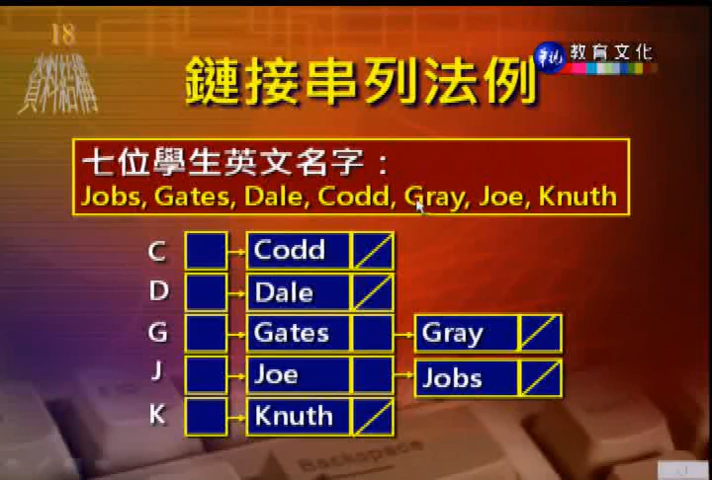 18
資料結構
鏈接串列法例
華視 教育文化
七位學生英文名字：
Jobs, Gates, Dale, Codd, Gray, Joe, Knuth
C Codd
D Dale
G Gates Gray
J Joe Jobs
K Knuth
Backspace